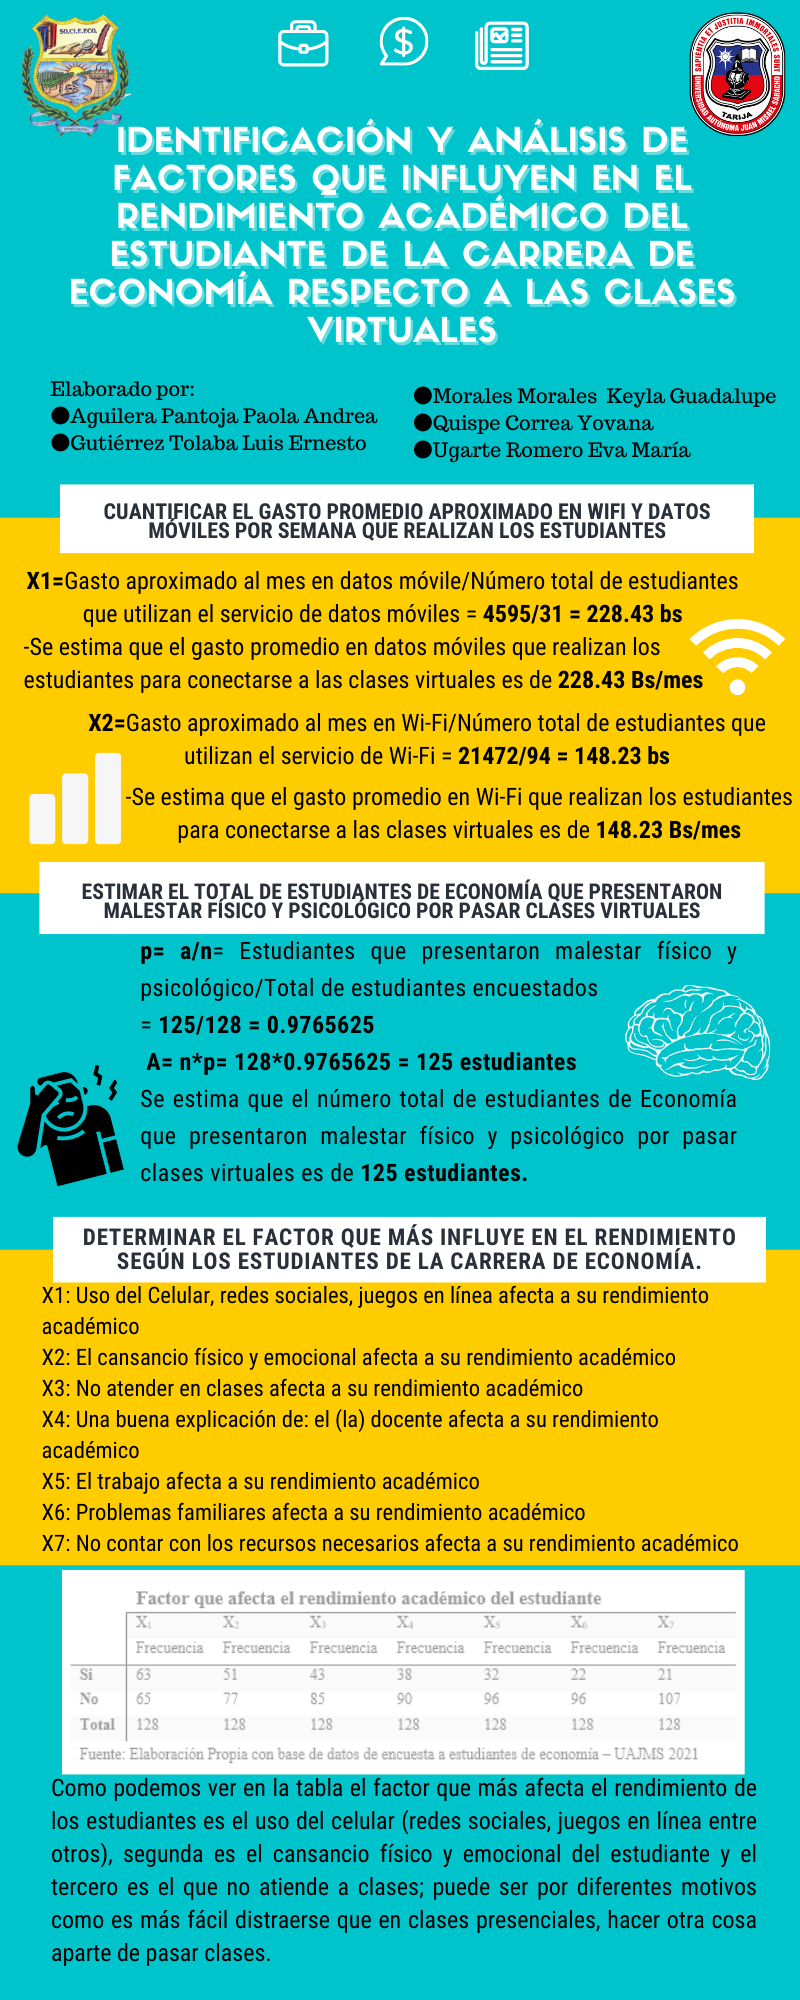 SO.CI.E.ECO.
UNIVERSIDAD AUTÓNOMA JUAN MISAEL SARACHO
SAPIENTIA ET JUSTITIA IMMORTALES SUNT
TARIJA
IDENTIFICACIÓN Y ANÁLISIS DE
FACTORES QUE INFLUYEN EN EL
RENDIMIENTO ACADÉMICO DEL
ESTUDIANTE DE LA CARRERA DE
ECONOMÍA RESPECTO A LAS CLASES
VIRTUALES
Elaborado por:
●Aguilera Pantoja Paola Andrea
●Gutiérrez Tolaba Luis Ernesto
●Morales Morales Keyla Guadalupe
●Quispe Correa Yovana
●Ugarte Romero Eva María
CUANTIFICAR EL GASTO PROMEDIO APROXIMADO EN WIFI Y DATOS
MÓVILES POR SEMANA QUE REALIZAN LOS ESTUDIANTES
X1=Gasto aproximado al mes en datos móvile/Número total de estudiantes
que utilizan el servicio de datos móviles = 4595/31 = 228.43 bs
-Se estima que el gasto promedio en datos móviles que realizan los
estudiantes para conectarse a las clases virtuales es de 228.43 Bs/mes
X2=Gasto aproximado al mes en Wi-Fi/Número total de estudiantes que
utilizan el servicio de Wi-Fi = 21472/94 = 148.23 bs
-Se estima que el gasto promedio en Wi-Fi que realizan los estudiantes
para conectarse a las clases virtuales es de 148.23 Bs/mes
ESTIMAR EL TOTAL DE ESTUDIANTES DE ECONOMÍA QUE PRESENTARON
MALESTAR FÍSICO Y PSICOLÓGICO POR PASAR CLASES VIRTUALES
p= a/n= Estudiantes que presentaron malestar físico y
psicológico/Total de estudiantes encuestados
= 125/128 = 0.9765625
A= n*p= 128*0.9765625 = 125 estudiantes
Se estima que el número total de estudiantes de Economía
que presentaron malestar físico y psicológico por pasar
clases virtuales es de 125 estudiantes.
DETERMINAR EL FACTOR QUE MÁS INFLUYE EN EL RENDIMIENTO
SEGÚN LOS ESTUDIANTES DE LA CARRERA DE ECONOMÍA.
X1: Uso del Celular, redes sociales, juegos en línea afecta a su rendimiento
académico
X2: El cansancio físico y emocional afecta a su rendimiento académico
X3: No atender en clases afecta a su rendimiento académico
X4: Una buena explicación de: el (la) docente afecta a su rendimiento
académico
X5: El trabajo afecta a su rendimiento académico
X6: Problemas familiares afecta a su rendimiento académico
X7: No contar con los recursos necesarios afecta a su rendimiento académico
Factor que afecta el rendimiento académico del estudiante
X₁ X₂ X₃ X₄ X₅ X₆ X₇
Frecuencia Frecuencia Frecuencia Frecuencia Frecuencia Frecuencia Frecuencia
Si 63 51 43 38 32 22 21
No 65 77 85 90 96 96 107
Total 128 128 128 128 128 128 128
Fuente: Elaboración Propia con base de datos de encuesta a estudiantes de economía – UAJMS 2021
Como podemos ver en la tabla el factor que más afecta el rendimiento de
los estudiantes es el uso del celular (redes sociales, juegos en línea entre
otros), segunda es el cansancio físico y emocional del estudiante y el
tercero es el que no atiende a clases; puede ser por diferentes motivos
como es más fácil distraerse que en clases presenciales, hacer otra cosa
aparte de pasar clases.